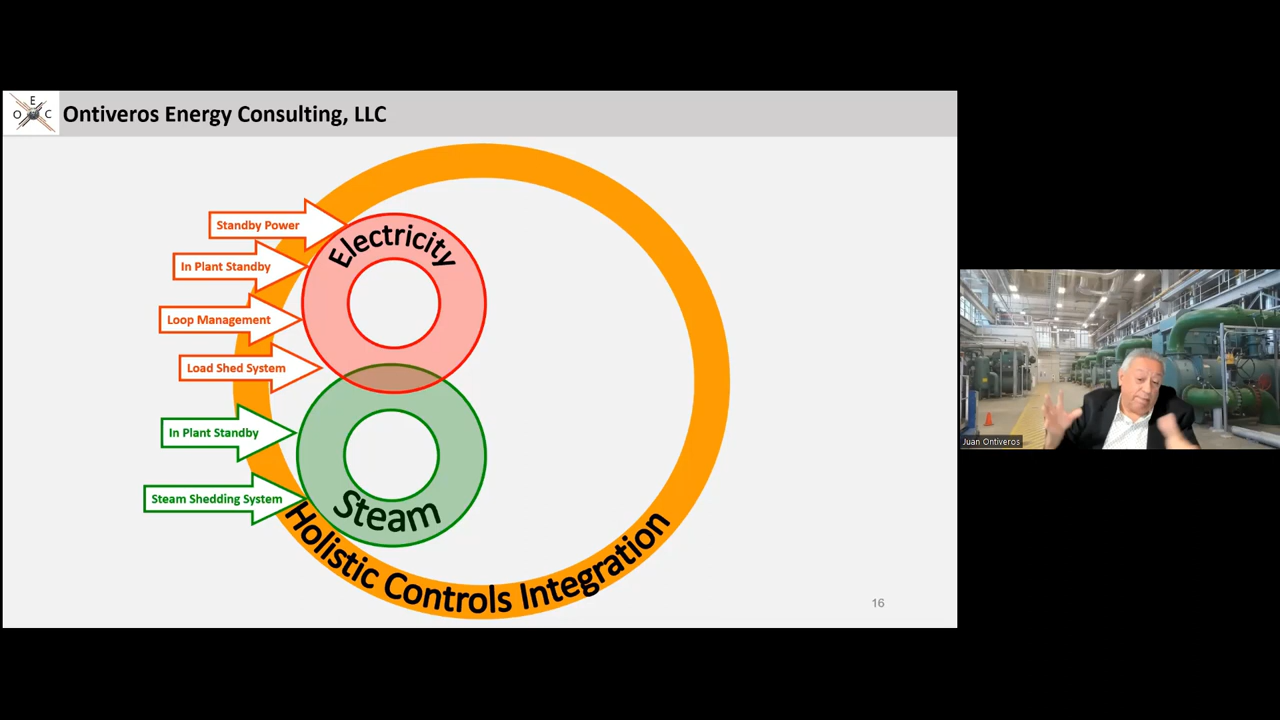 E
O C
Ontiveros Energy Consulting, LLC
Standby Power
In Plant Standby
Loop Management
Load Shed System
In Plant Standby
Steam Shedding System
Electricity
Steam
Holistic Controls Integration
16
Juan Ontiveros